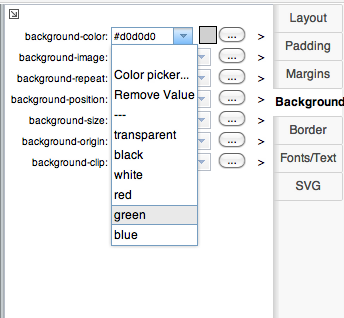 background-color: #d0d0d0 ... >
background-image: ... >
background-repeat: ... >
background-position: ... >
background-size: ... >
background-origin: ... >
background-clip: ... >
Color picker...
Remove Value
---
transparent
black
white
red
green
blue
Layout
Padding
Margins
Background
Border
Fonts/Text
SVG